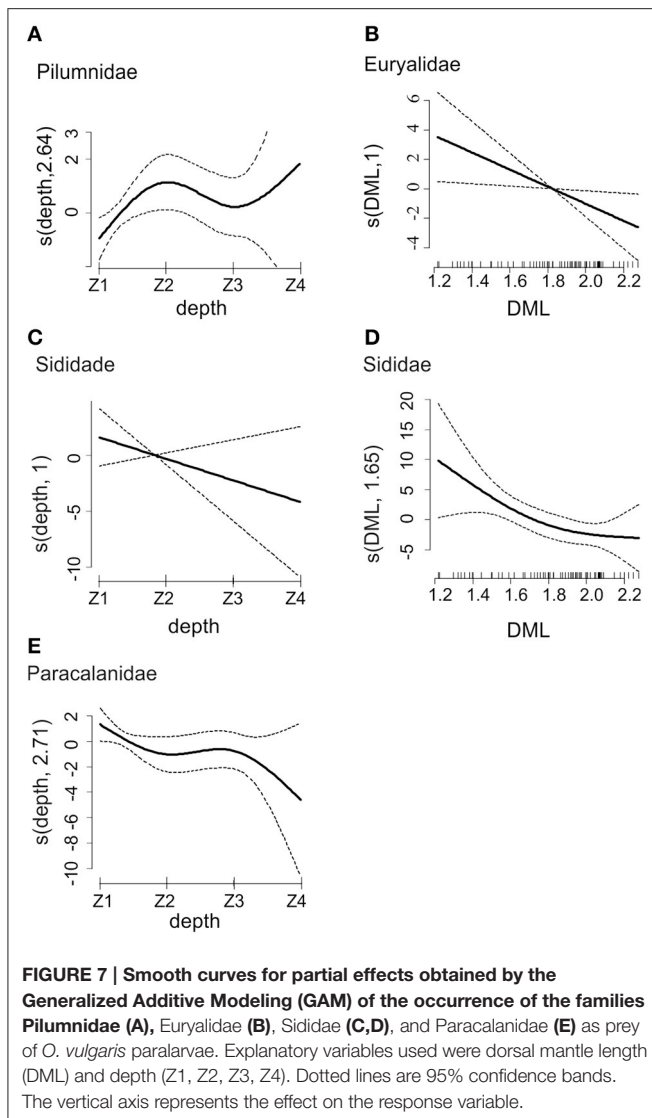 A
Pilumnidae
s(depth,2.64)
3
2
0
Z1 Z2 Z3 Z4
depth
B
Euryalidae
s(DML,1)
6
4
2
0
-2
-4
1.2 1.4 1.6 1.8 2.0 2.2
DML
C
Sididade
s(depth, 1)
0
-5
-10
Z1 Z2 Z3 Z4
depth
D
Sididae
s(DML, 1.65)
20
15
10
5
0
-5
1.2 1.4 1.6 1.8 2.0 2.2
DML
E
Paracalanidae
s(depth, 2.71)
2
0
-2
-4
-6
-8
-10
Z1 Z2 Z3 Z4
depth
FIGURE 7 | Smooth curves for partial effects obtained by the
Generalized Additive Modeling (GAM) of the occurrence of the families
Pilumnidae (A), Euryalidae (B), Sididae (C,D), and Paracalanidae (E) as prey
of O. vulgaris paralarvae. Explanatory variables used were dorsal mantle length
(DML) and depth (Z1, Z2, Z3, Z4). Dotted lines are 95% confidence bands.
The vertical axis represents the effect on the response variable.